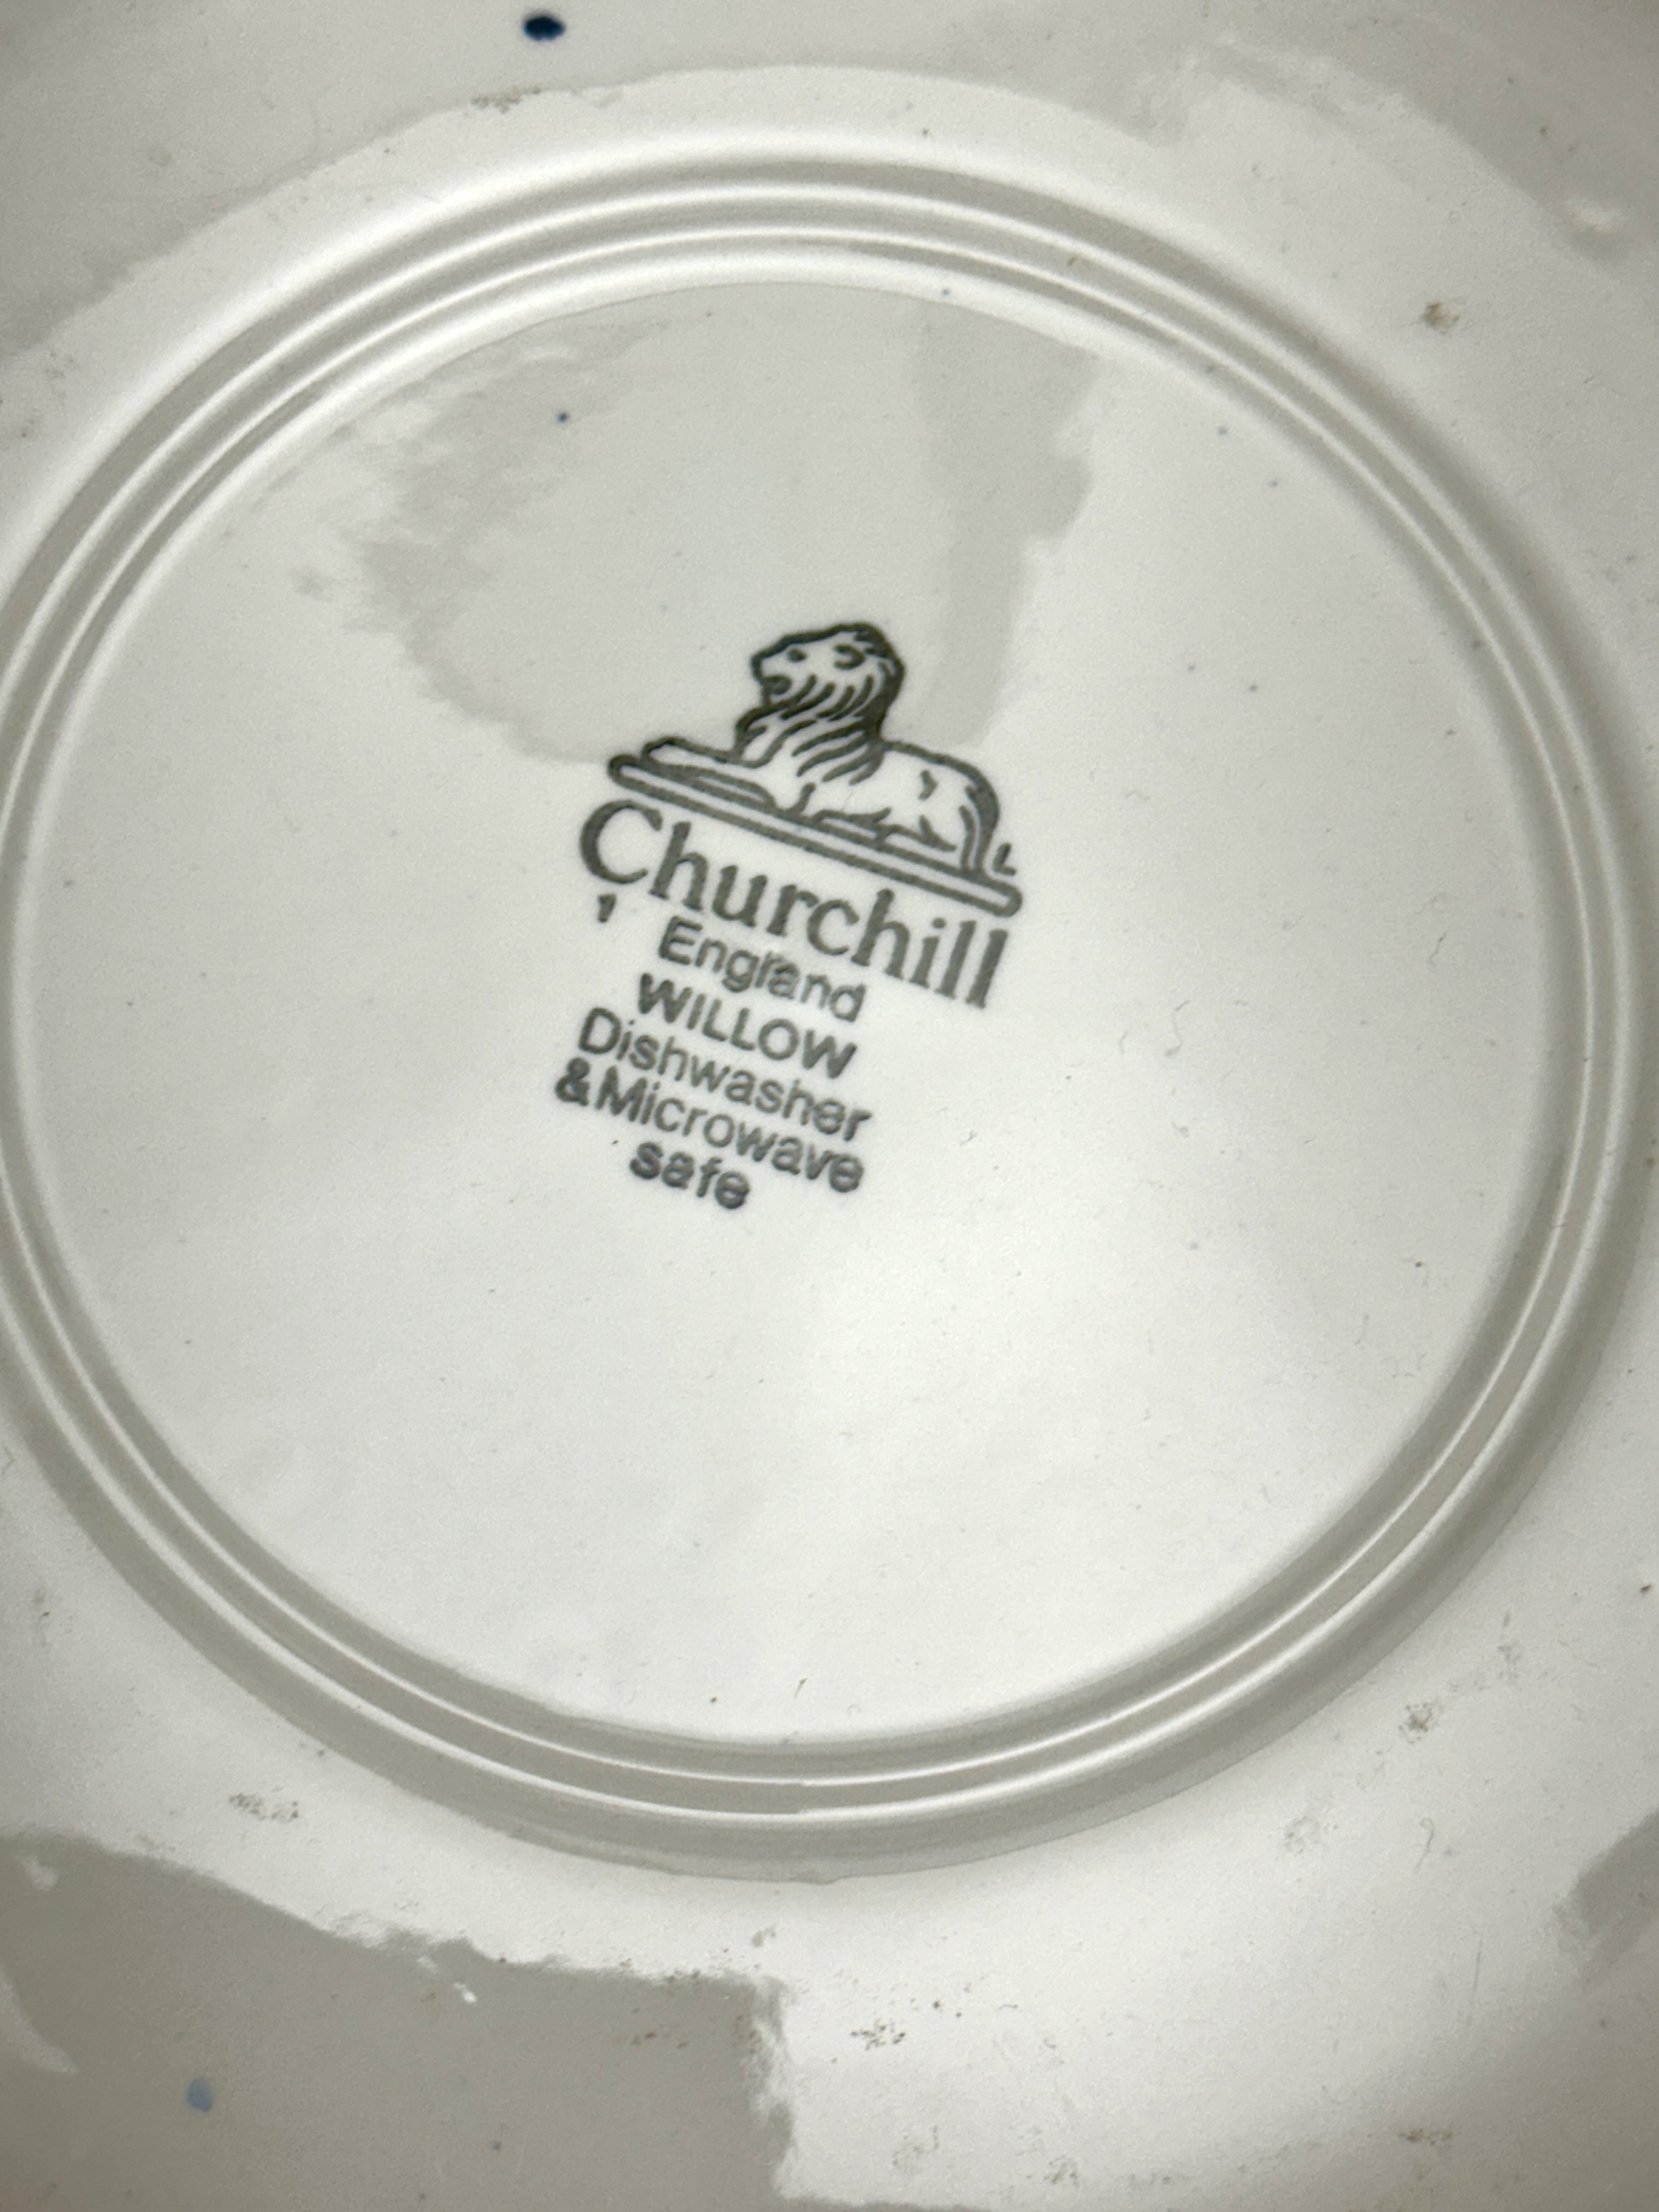 Churchill
England
WILLOW
Dishwasher
&Microwave
safe